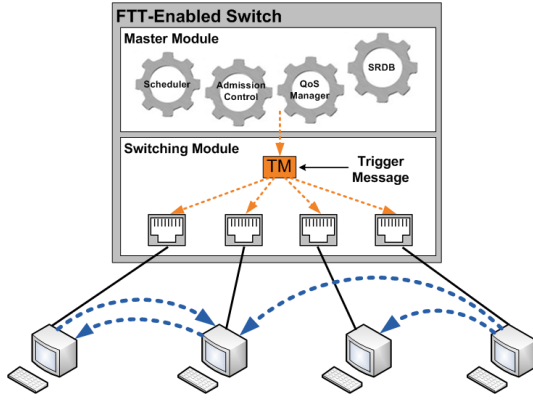 FTT-Enabled Switch
Master Module
Scheduler
Admission
Control
QoS
Manager
SRDB
Switching Module
TM
Trigger
Message